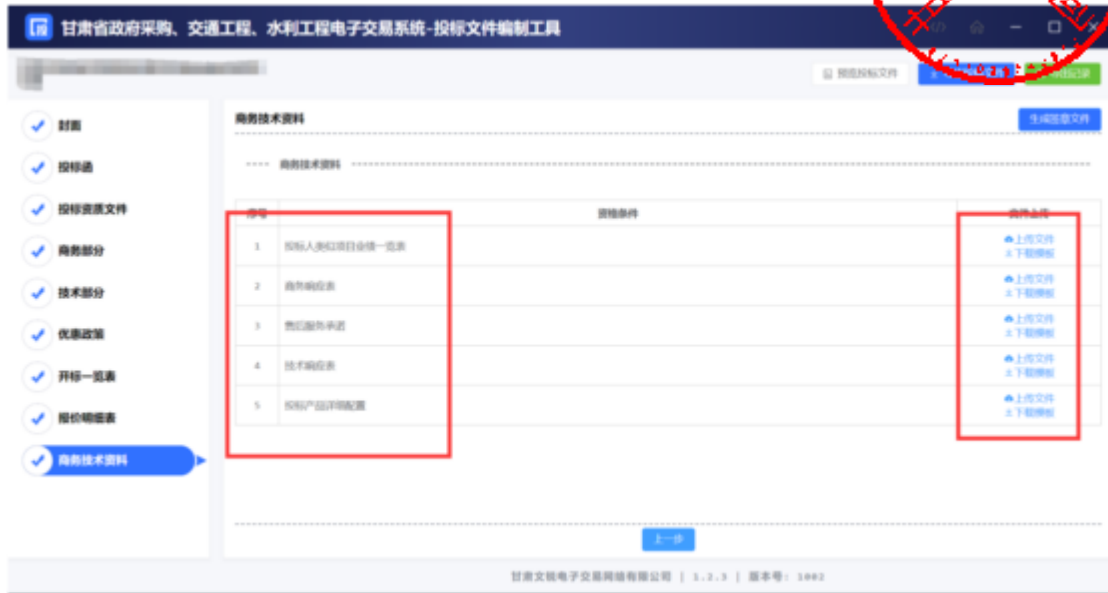 甘肃省政府采购、交通工程、水利工程电子交易系统-投标文件编制工具
预览投标文件
封面
投标函
投标资质文件
商务部分
技术部分
优惠政策
开标一览表
报价明细表
商务技术资料
商务技术资料
生成签章文件
商务技术资料
序号 资格条件 文件上传
1 投标人类似项目业绩一览表 上传文件
下载模板
2 商务响应表 上传文件
下载模板
3 售后服务承诺 上传文件
下载模板
4 技术响应表 上传文件
下载模板
5 投标产品详细配置 上传文件
下载模板
上一步
甘肃文锐电子交易网络有限公司 | 1.2.3 | 版本号: 1002